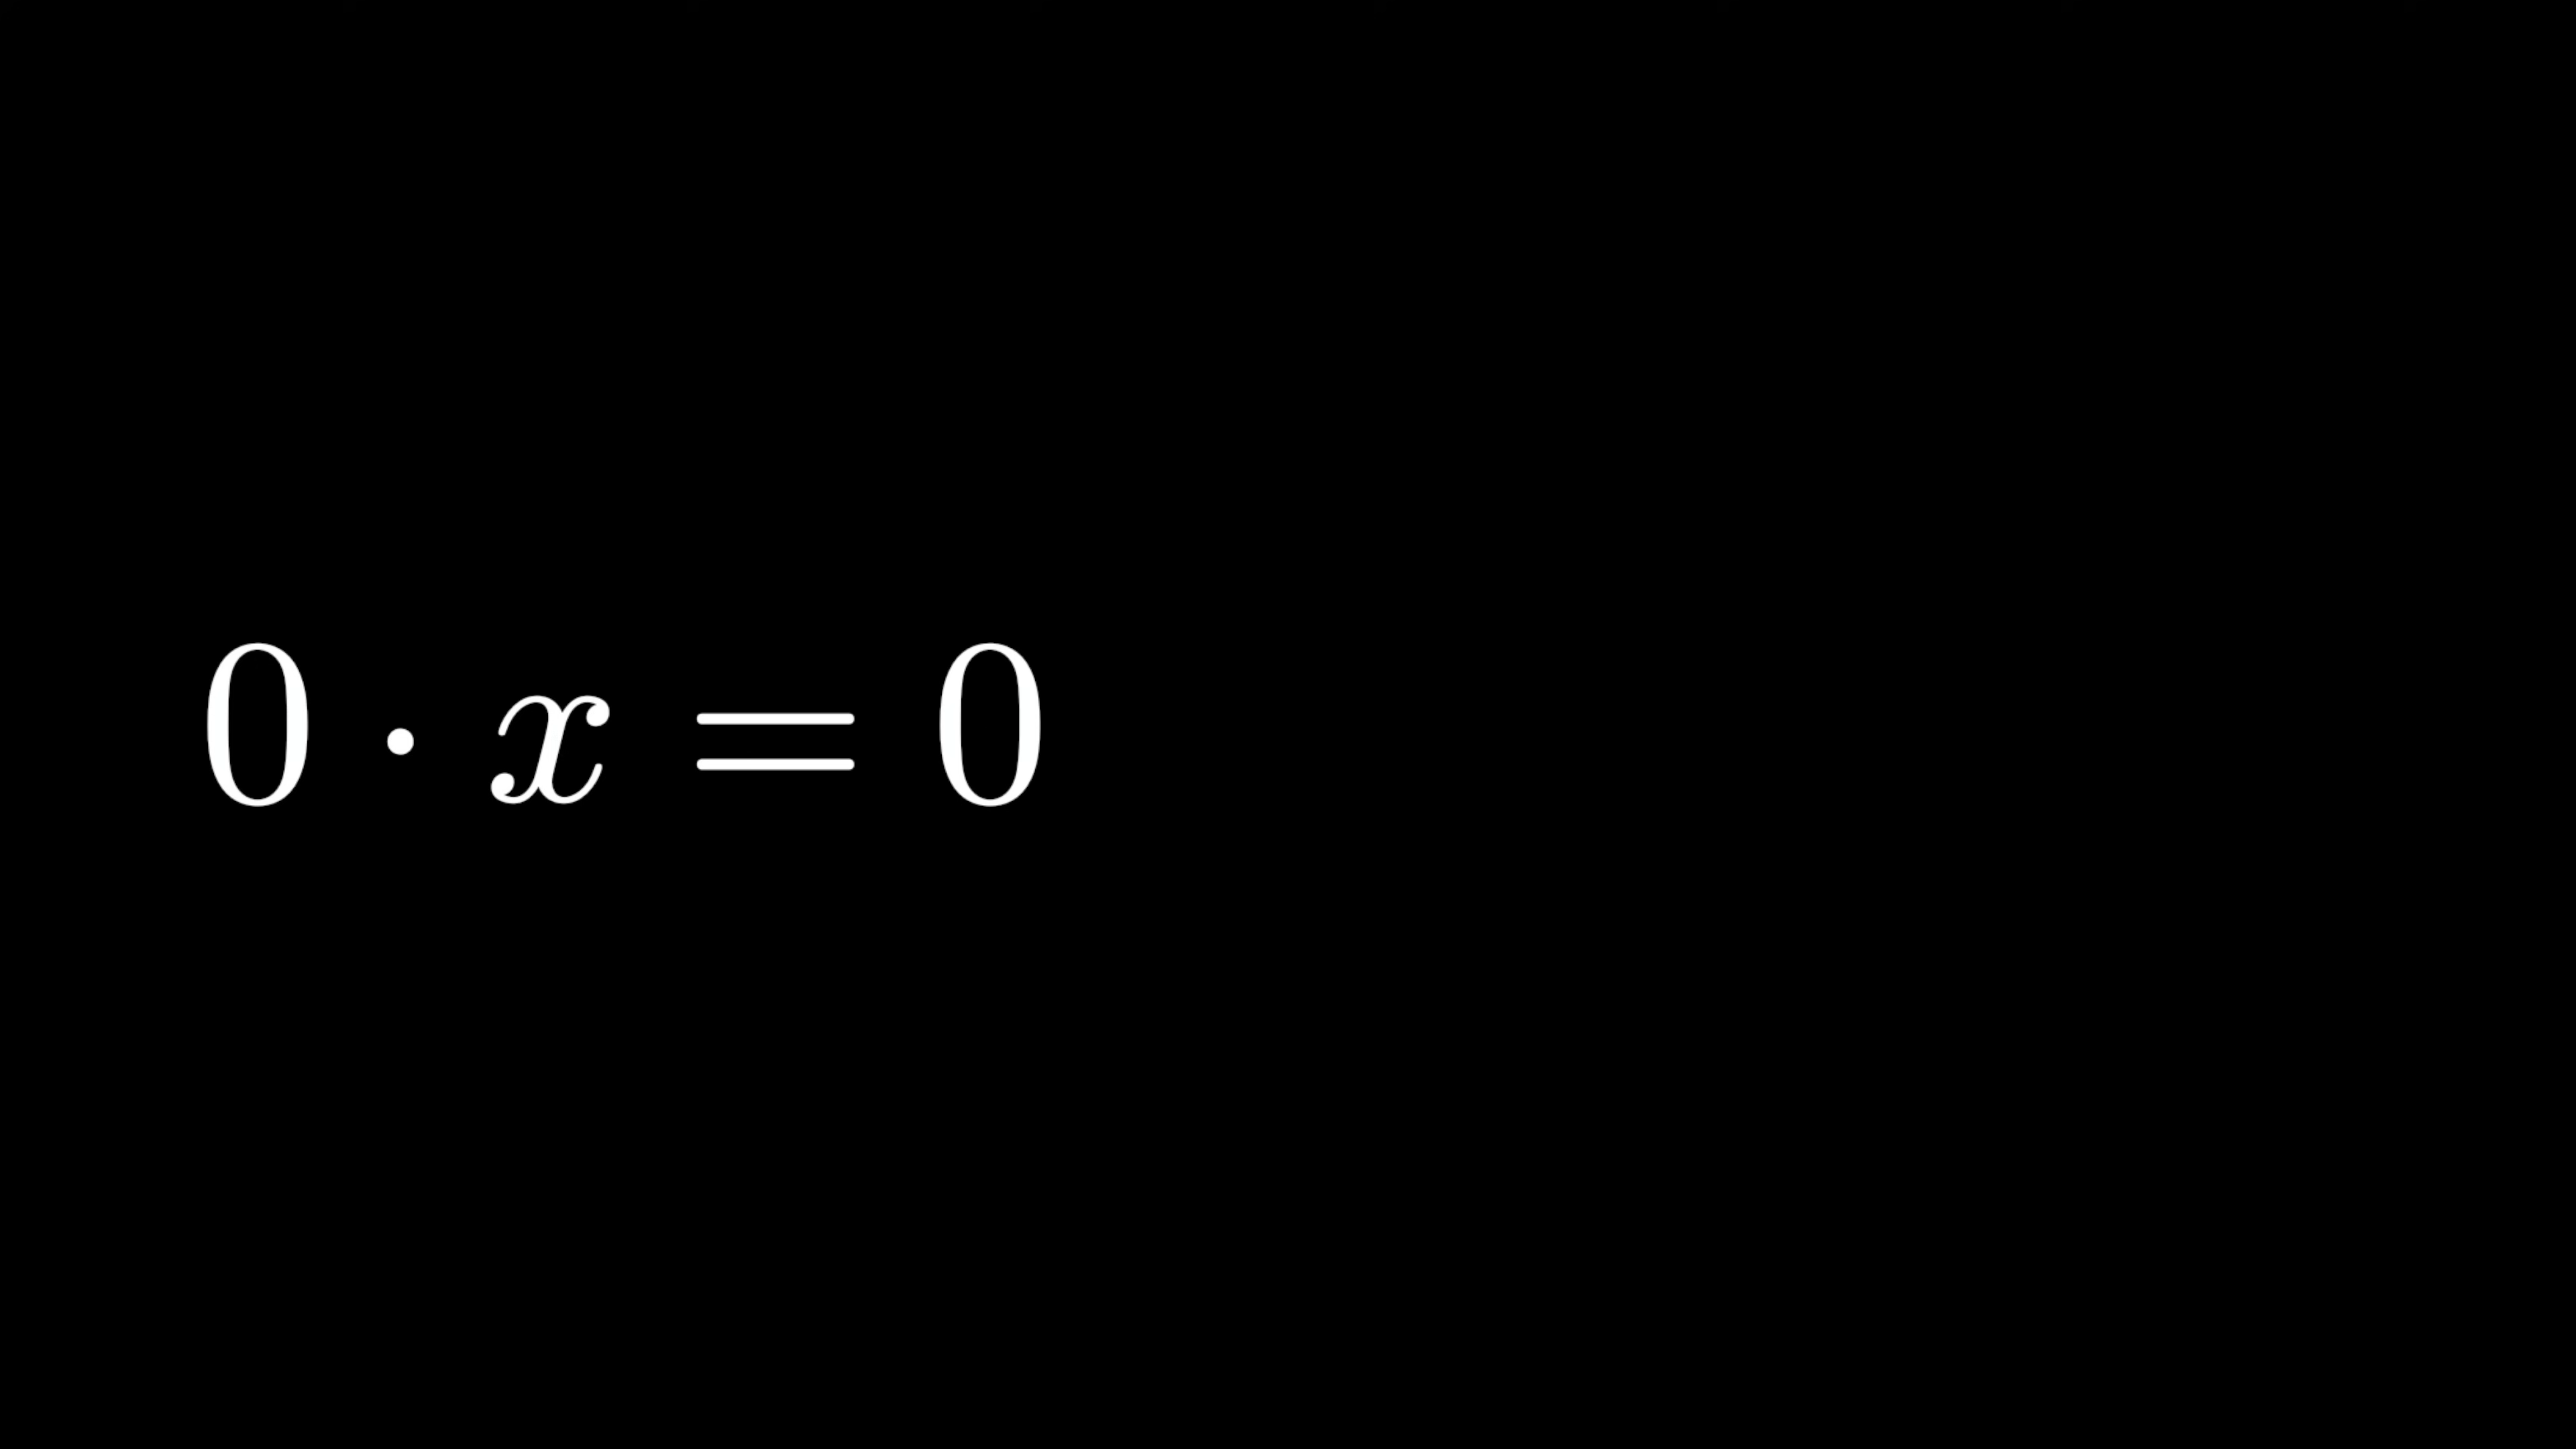 0 · x = 0